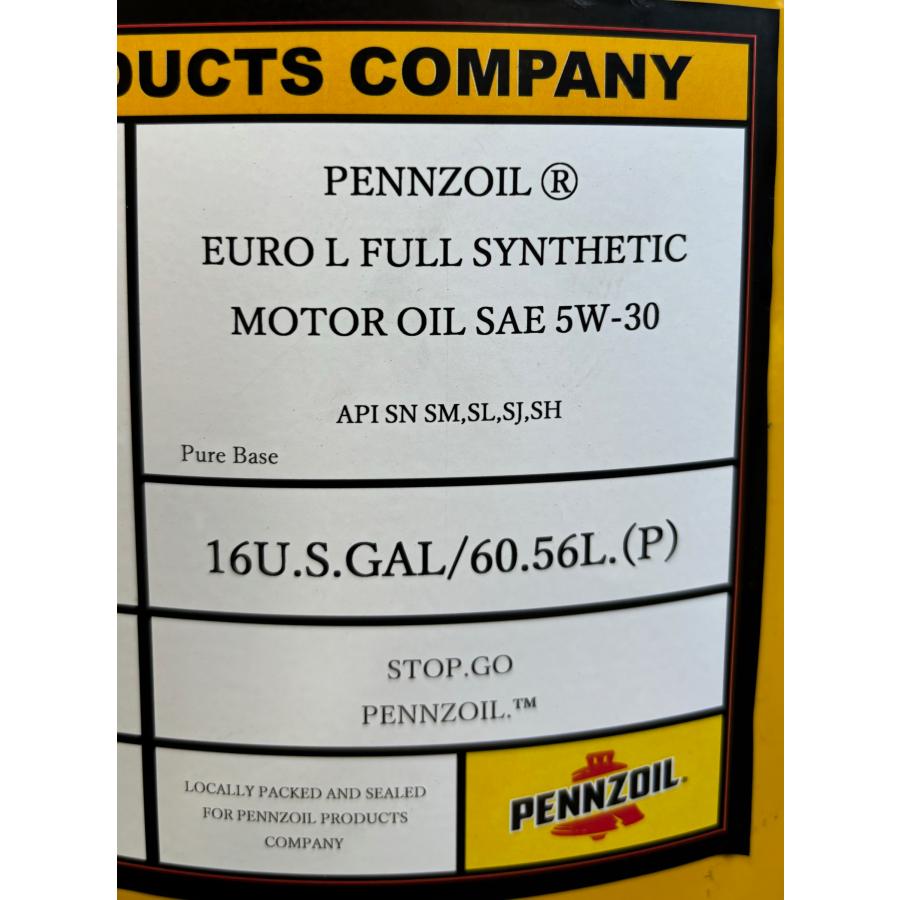 DUCTS COMPANY
PENNZOIL ®
EURO L FULL SYNTHETIC
MOTOR OIL SAE 5W-30
API SN SM,SL,SJ,SH
Pure Base
16U.S.GAL/60.56L.(P)
STOP.GO
PENNZOIL.™
LOCALLY PACKED AND SEALED
FOR PENNZOIL PRODUCTS
COMPANY
PENNZOIL®